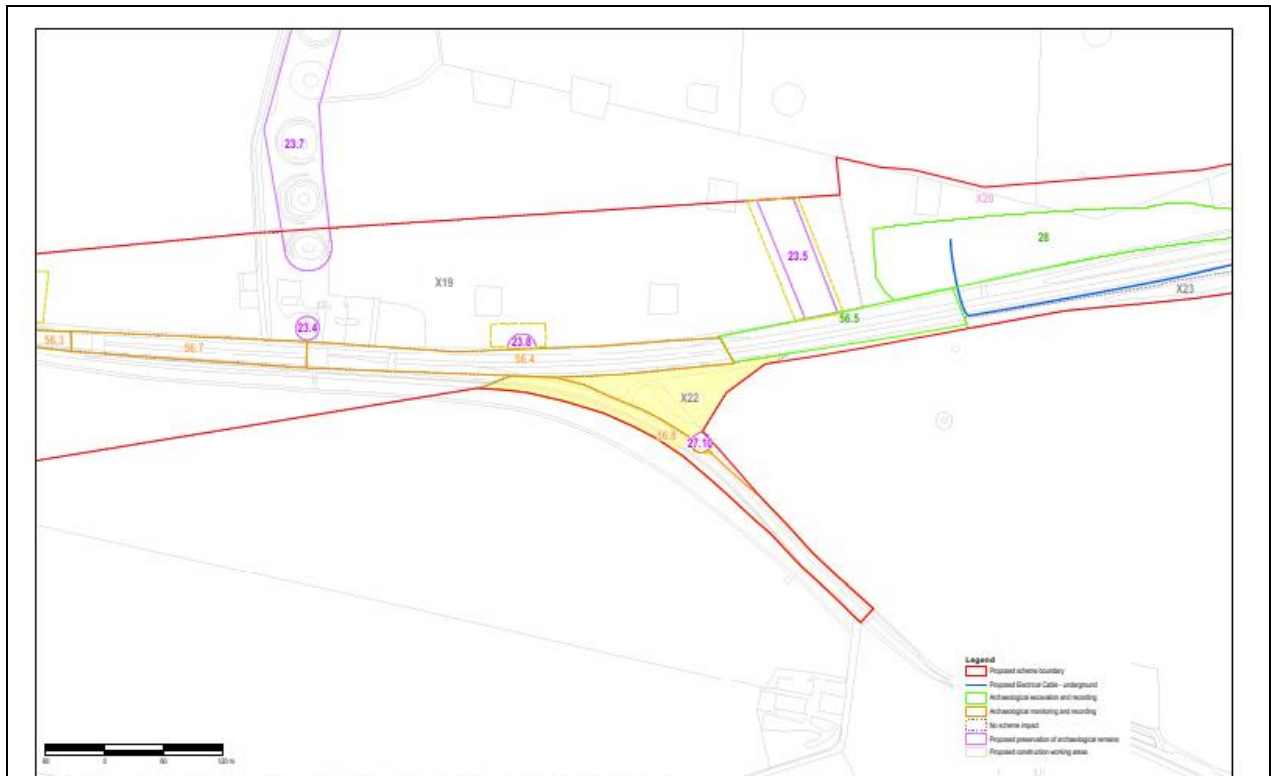 23.7
X20
28
23.5
X19
X23
56.5
23.4
23.8
56.3
56.7
56.4
X22
56.8
27.10
Legend
Proposed scheme boundary
Proposed Electrical Cable - underground
Archaeological excavation and recording
Archaeological monitoring and recording
No scheme impact
Proposed preservation of archaeological remains
Proposed construction working areas
60 0 60 120 m